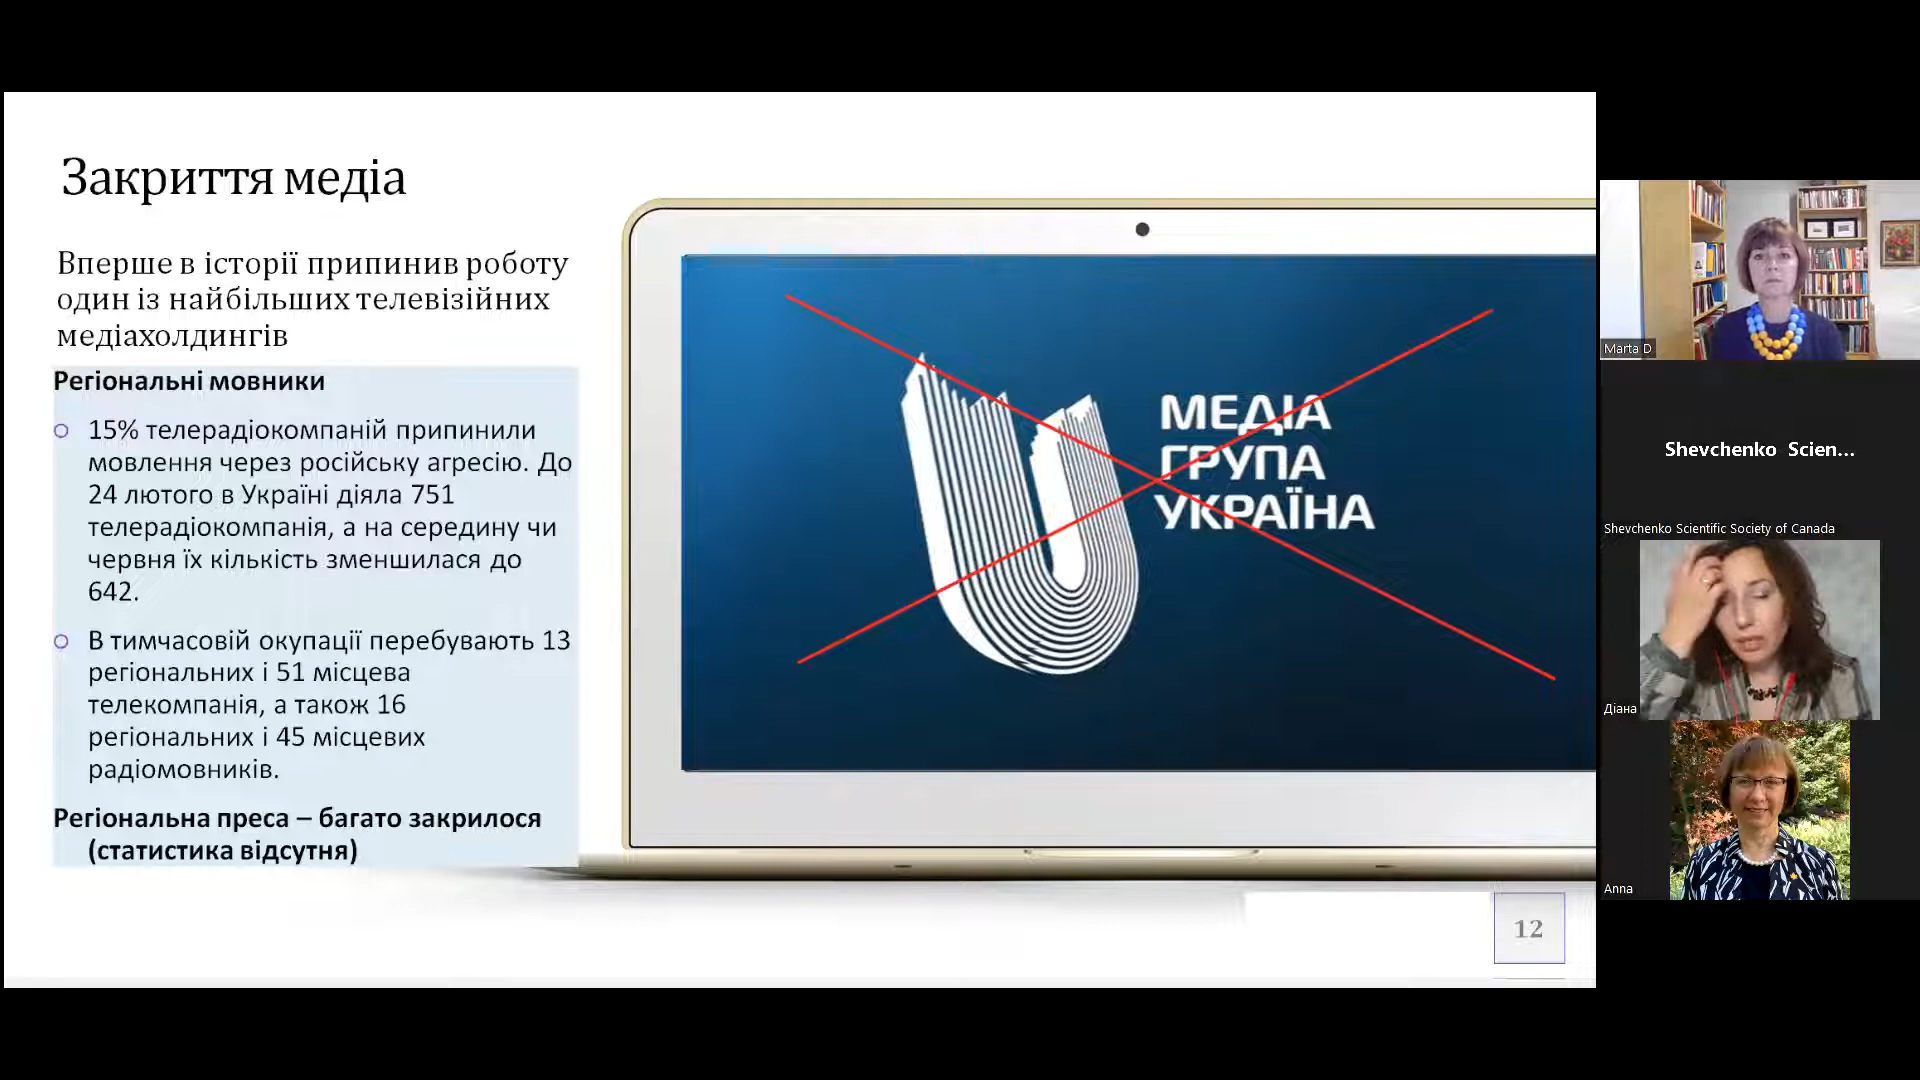 Закриття медіа
Вперше в історії припинив роботу
один із найбільших телевізійних
медіахолдингів
Регіональні мовники
15% телерадіокомпаній припинили
мовлення через російську агресію. До
24 лютого в Україні діяла 751
телерадіокомпанія, а на середину чи
червня їх кількість зменшилася до
642.
В тимчасовій окупації перебувають 13
регіональних і 51 місцева
телекомпанія, а також 16
регіональних і 45 місцевих
радіомовників.
Регіональна преса – багато закрилося
(статистика відсутня)
МЕДІА
ГРУПА
УКРАЇНА
12
Marta D
Shevchenko Scien...
Shevchenko Scientific Society of Canada
Діана
Anna